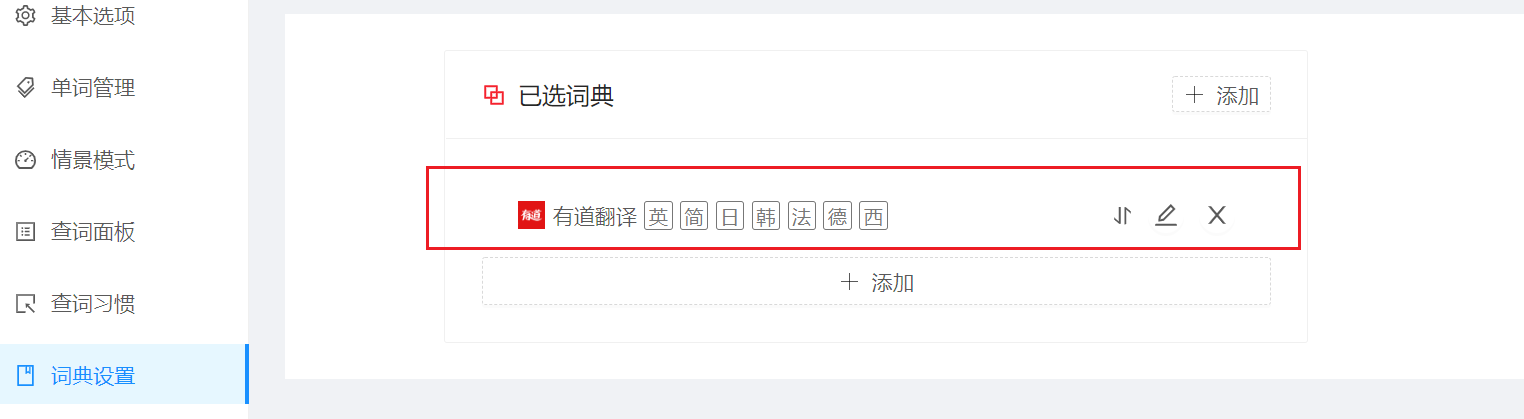 基本选项
单词管理
情景模式
查词面板
查词习惯
词典设置
已选词典
添加
有道 有道翻译 英 简 日 韩 法 德 西
添加